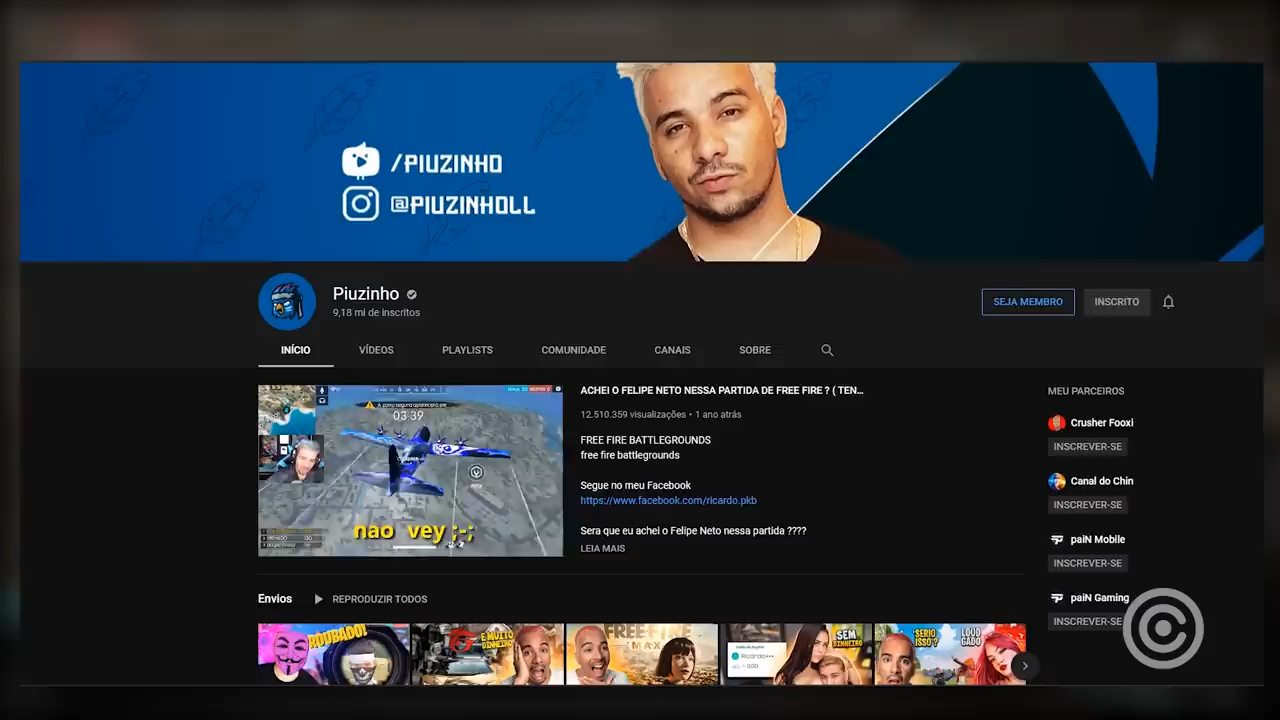 /PIUZINHO
@PIUZINHOLL
Piuzinho
9,18 mi de inscritos
SEJA MEMBRO
INSCRITO
INÍCIO
VÍDEOS
PLAYLISTS
COMUNIDADE
CANAIS
SOBRE
03:39
nao vey ;-;
ACHEI O FELIPE NETO NESSA PARTIDA DE FREE FIRE ? ( TEN...
12.510.359 visualizações • 1 ano atrás
FREE FIRE BATTLEGROUNDS
free fire battlegrounds
Segue no meu Facebook
https://www.facebook.com/ricardo.pkb
Sera que eu achei o Felipe Neto nessa partida ????
LEIA MAIS
MEU PARCEIROS
Crusher Fooxi
INSCREVER-SE
Canal do Chin
INSCREVER-SE
paiN Mobile
INSCREVER-SE
paiN Gaming
INSCREVER-SE
Envios
REPRODUZIR TODOS
ROUBADO!
E MUITO
DINHEIRO
FREE FIRE
MAX
SEM
DINHEIRO
Ricardo•••
SERIO
ISSO ?
LOUD
GADO